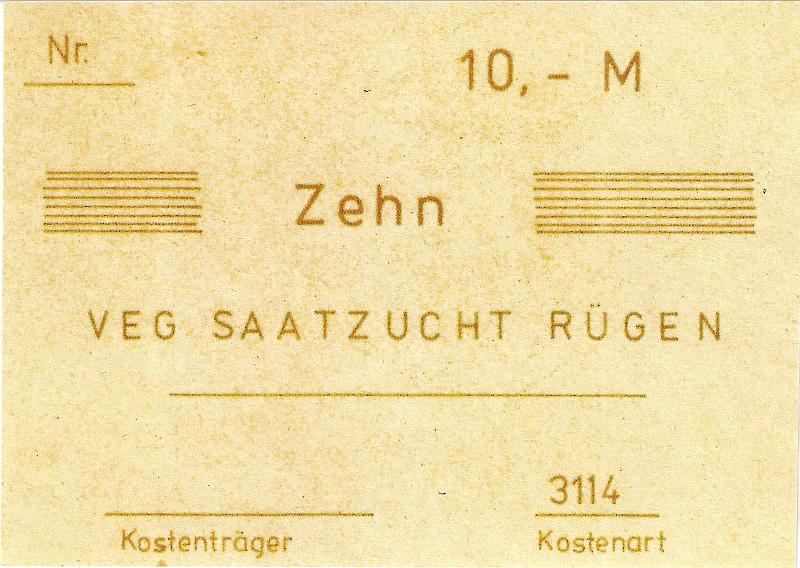 Nr.
10,- M
Zehn
VEG SAATZUCHT RÜGEN
3114
Kostenträger
Kostenart